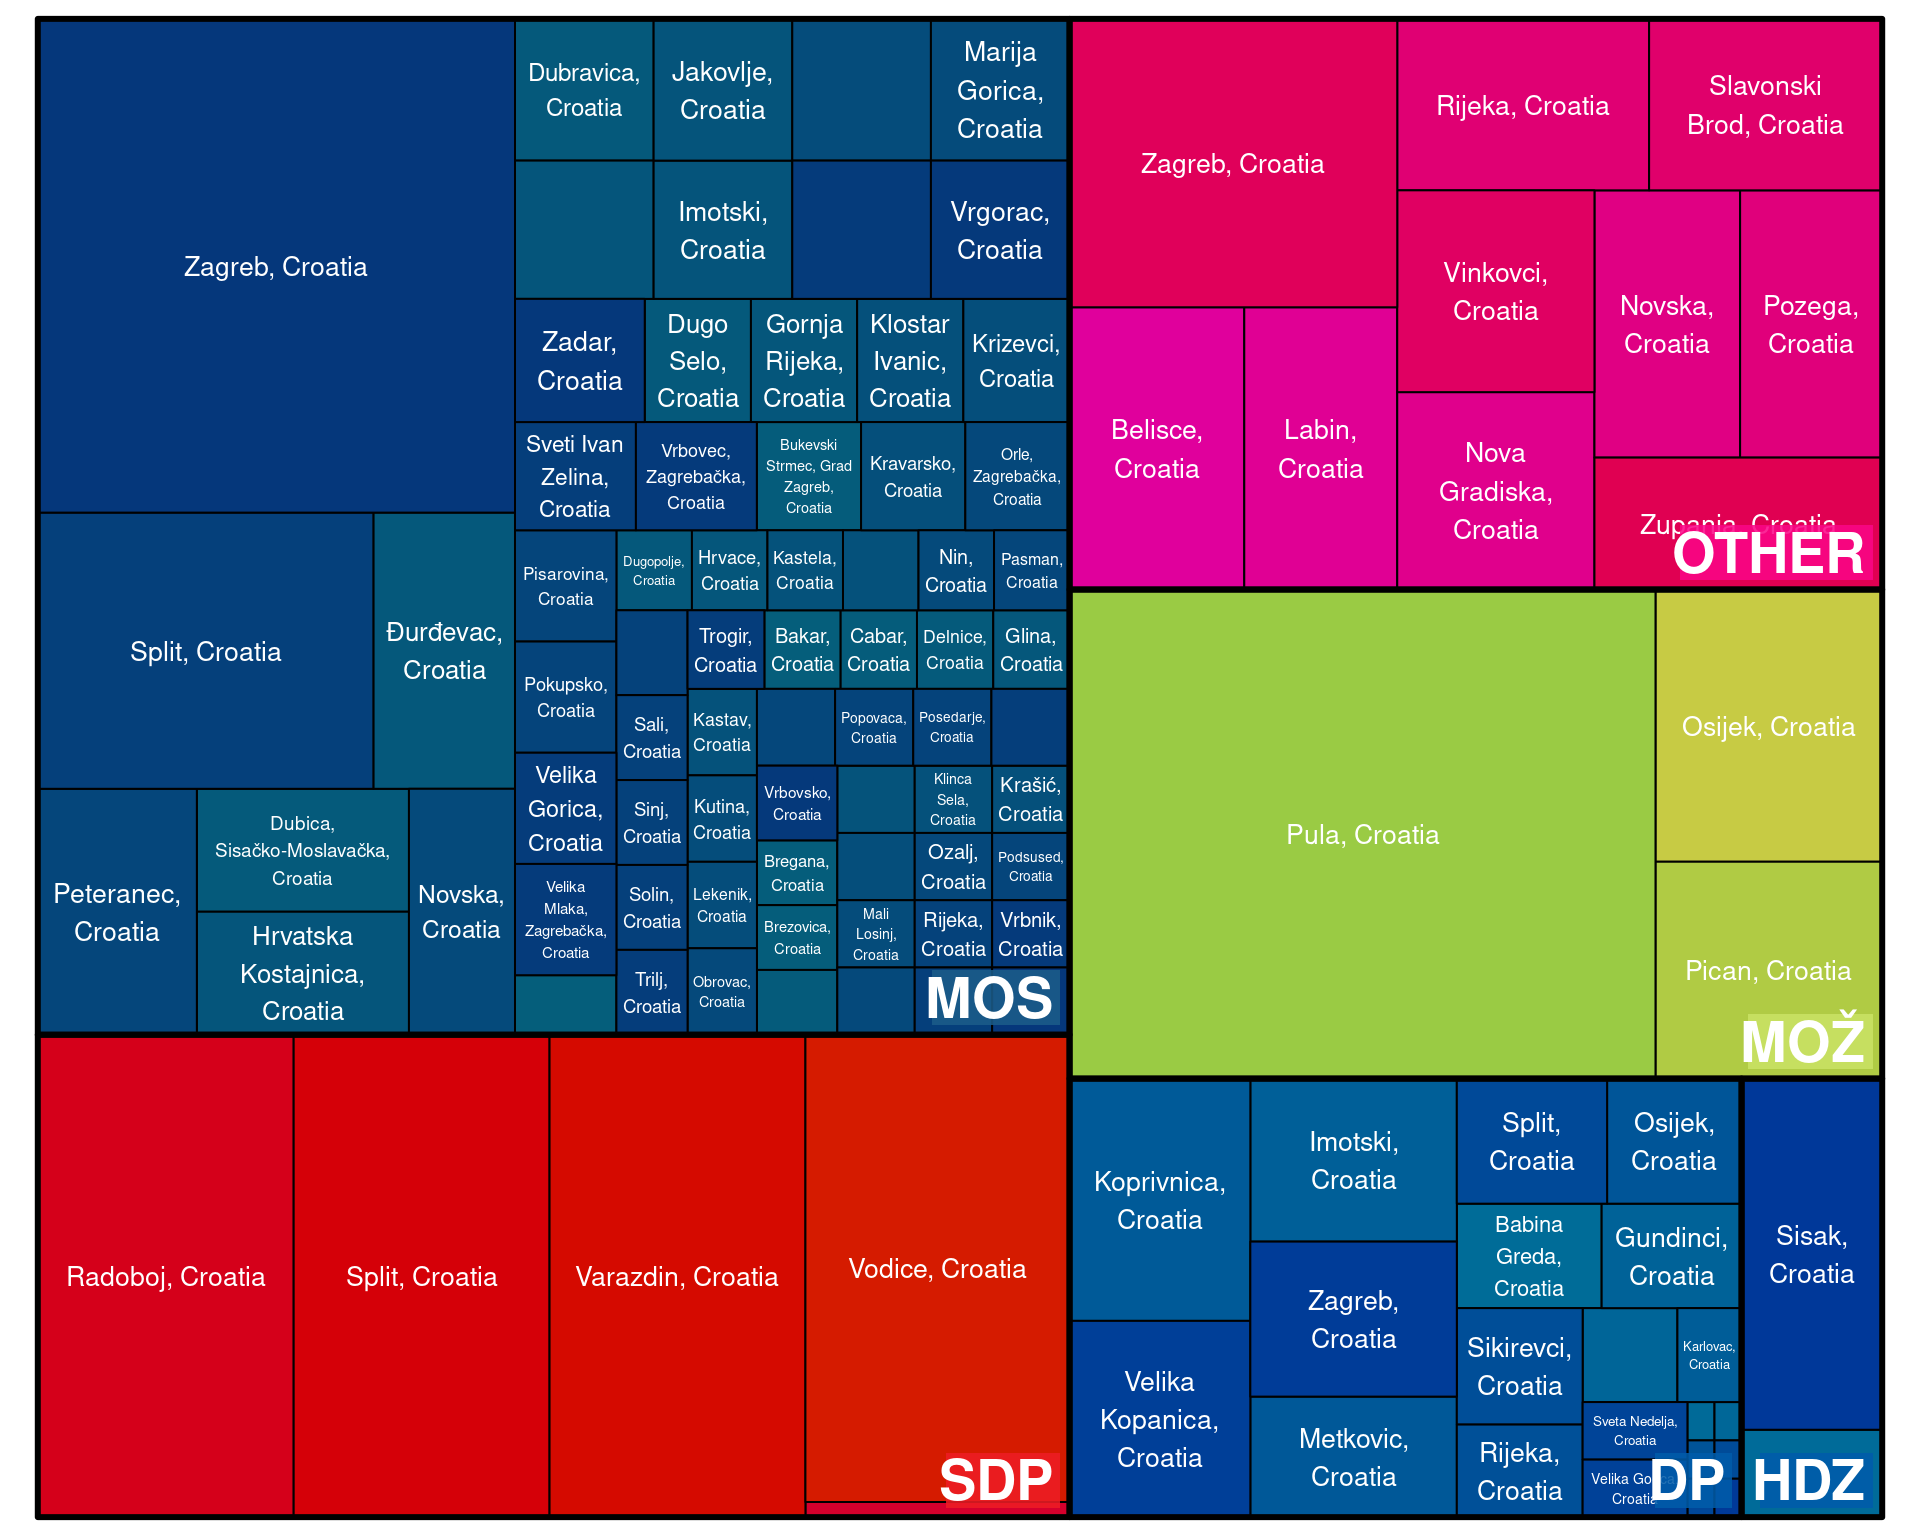 Zagreb, Croatia
Dubravica,
Croatia
Jakovlje,
Croatia
Marija
Gorica,
Croatia
Imotski,
Croatia
Vrgorac,
Croatia
Zadar,
Croatia
Dugo
Selo,
Croatia
Gornja
Rijeka,
Croatia
Klostar
Ivanic,
Croatia
Krizevci,
Croatia
Sveti Ivan
Zelina,
Croatia
Vrbovec,
Zagrebačka,
Croatia
Bukevski
Strmec, Grad
Zagreb,
Croatia
Kravarsko,
Croatia
Orle,
Zagrebačka,
Croatia
Split, Croatia
Đurđevac,
Croatia
Peteranec,
Croatia
Dubica,
Sisačko-Moslavačka,
Croatia
Hrvatska
Kostajnica,
Croatia
Novska,
Croatia
Pisarovina,
Croatia
Pokupsko,
Croatia
Velika
Gorica,
Croatia
Velika
Mlaka,
Zagrebačka,
Croatia
Dugopolje,
Croatia
Hrvace,
Croatia
Kastela,
Croatia
Nin,
Croatia
Pasman,
Croatia
Trogir,
Croatia
Bakar,
Croatia
Cabar,
Croatia
Delnice,
Croatia
Glina,
Croatia
Sali,
Croatia
Sinj,
Croatia
Solin,
Croatia
Trilj,
Croatia
Kastav,
Croatia
Kutina,
Croatia
Lekenik,
Croatia
Obrovac,
Croatia
Popovaca,
Croatia
Posedarje,
Croatia
Vrbovsko,
Croatia
Bregana,
Croatia
Brezovica,
Croatia
Klinca
Sela,
Croatia
Krašić,
Croatia
Ozalj,
Croatia
Podsused,
Croatia
Mali
Losinj,
Croatia
Rijeka,
Croatia
Vrbnik,
Croatia
MOS
Zagreb, Croatia
Rijeka, Croatia
Slavonski
Brod, Croatia
Belisce,
Croatia
Labin,
Croatia
Vinkovci,
Croatia
Novska,
Croatia
Pozega,
Croatia
Nova
Gradiska,
Croatia
Zupanja, Croatia
OTHER
Pula, Croatia
Osijek, Croatia
Pican, Croatia
MOŽ
Radoboj, Croatia
Split, Croatia
Varazdin, Croatia
Vodice, Croatia
SDP
Koprivnica,
Croatia
Velika
Kopanica,
Croatia
Imotski,
Croatia
Zagreb,
Croatia
Metkovic,
Croatia
Split,
Croatia
Osijek,
Croatia
Babina
Greda,
Croatia
Gundinci,
Croatia
Sikirevci,
Croatia
Karlovac,
Croatia
Rijeka,
Croatia
Sveta Nedelja,
Croatia
Velika Gorica,
Croatia
DP
Sisak,
Croatia
HDZ